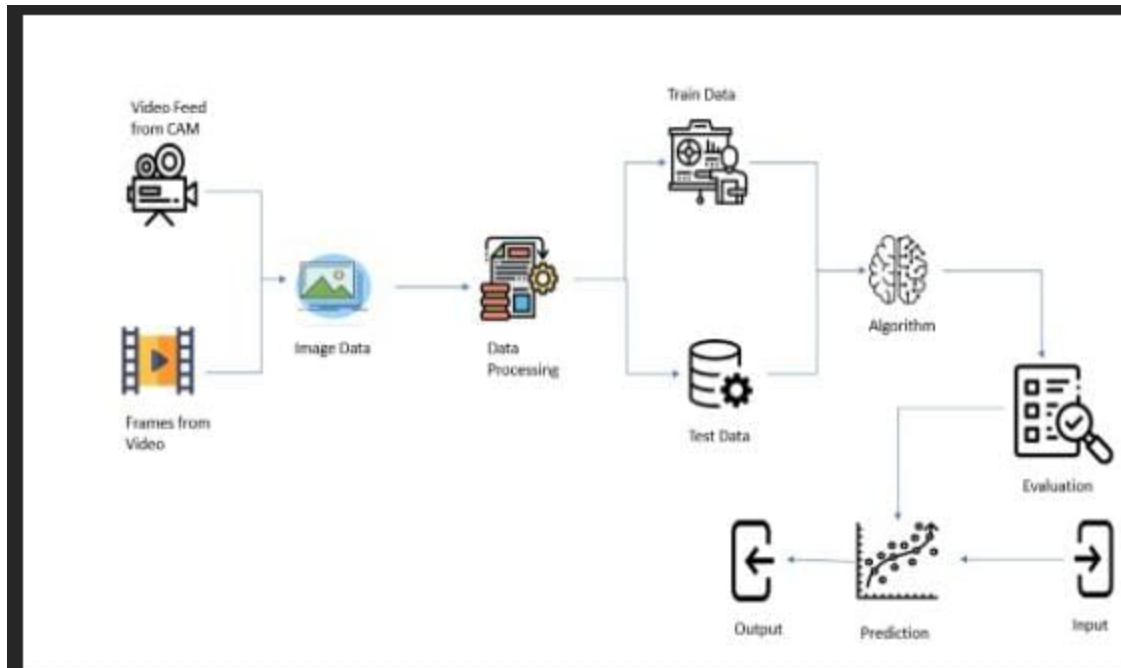 Video Feed
from CAM
Train Data
Image Data
Data
Processing
Algorithm
Frames from
Video
Test Data
Evaluation
Output
Prediction
Input